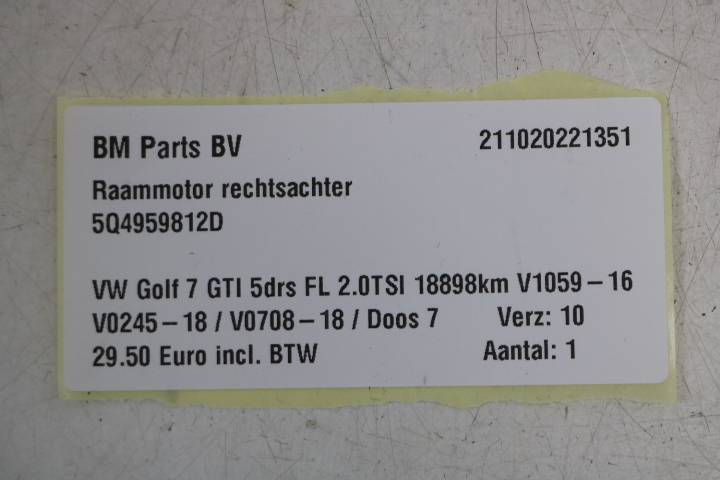 BM Parts BV 211020221351
Raammotor rechtsachter
5Q4959812D
VW Golf 7 GTI 5drs FL 2.0TSI 18898km V1059-16
V0245-18 / V0708-18 / Doos 7 Verz: 10
29.50 Euro incl. BTW Aantal: 1